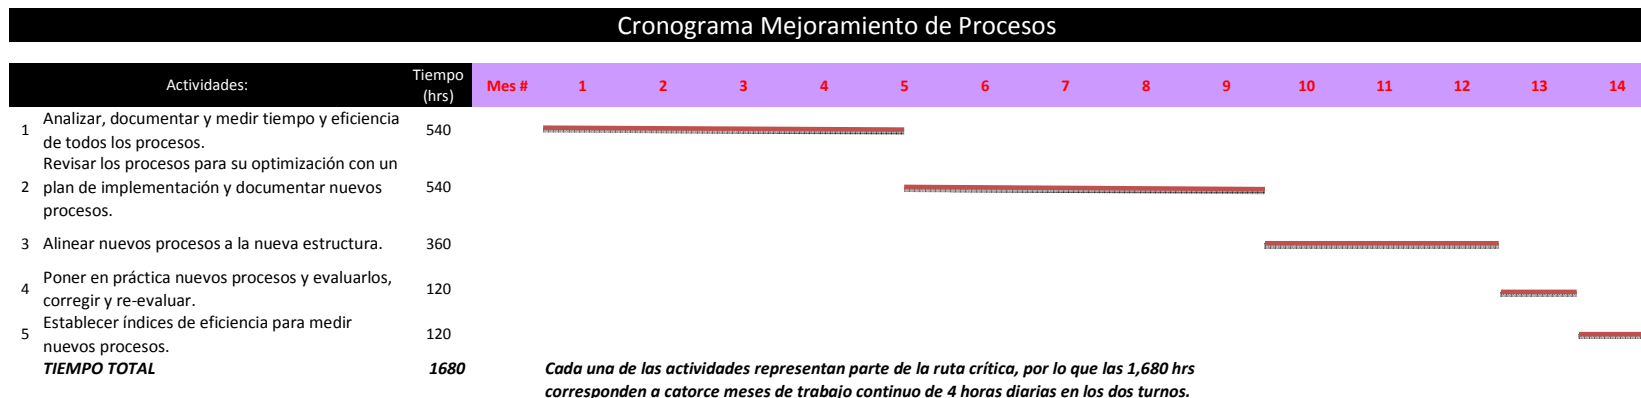 Cronograma Mejoramiento de Procesos
Actividades: Tiempo (hrs) Mes # 1 2 3 4 5 6 7 8 9 10 11 12 13 14
1 Analizar, documentar y medir tiempo y eficiencia
de todos los procesos. 540
Revisar los procesos para su optimización con un
2 plan de implementación y documentar nuevos 540
procesos.
3 Alinear nuevos procesos a la nueva estructura. 360
4 Poner en práctica nuevos procesos y evaluarlos,
corregir y re-evaluar. 120
5 Establecer índices de eficiencia para medir
nuevos procesos. 120
TIEMPO TOTAL 1680
Cada una de las actividades representan parte de la ruta crítica, por lo que las 1,680 hrs
corresponden a catorce meses de trabajo continuo de 4 horas diarias en los dos turnos.